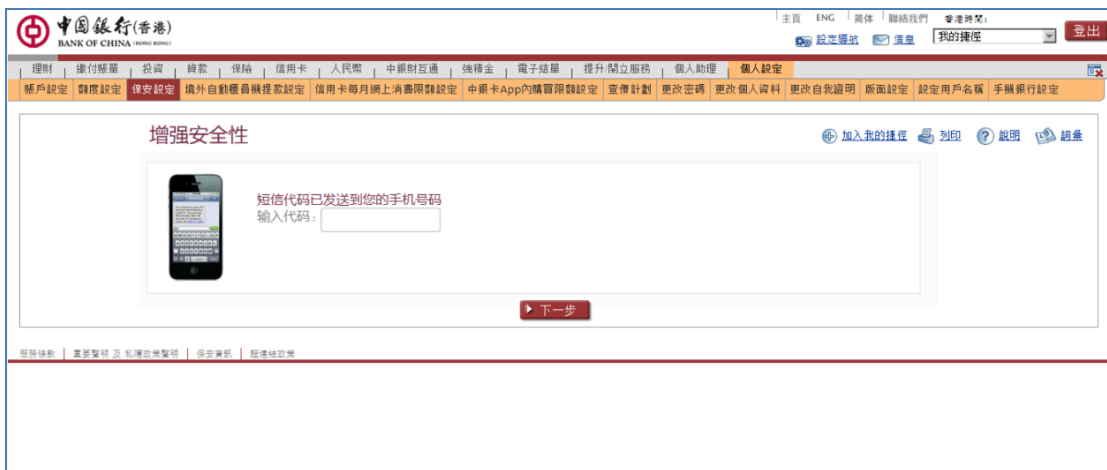 中國銀行(香港)
BANK OF CHINA (HONG KONG)
主頁 ENG 简体 聯絡我們 香港時間:
設定導航 信息 我的捷徑 登出
理財 繳付賬單 投資 貸款 保險 信用卡 人民幣 中銀財互通 強積金 電子結單 提升/開立服務 個人助理 個人設定
賬戶設定 額度設定 保安設定 境外自動櫃員機提款設定 信用卡每月網上消費限額設定 中銀卡App內購買限額設定 宣傳計劃 更改密碼 更改個人資料 更改自我證明 版面設定 設定用戶名稱 手機銀行設定
增强安全性
加入我的捷徑 列印 說明 詞彙
短信代码已发送到您的手机号码
输入代码:
下一步
服務條款 重要聲明 及 私隱政策聲明 保安資訊 超連結政策